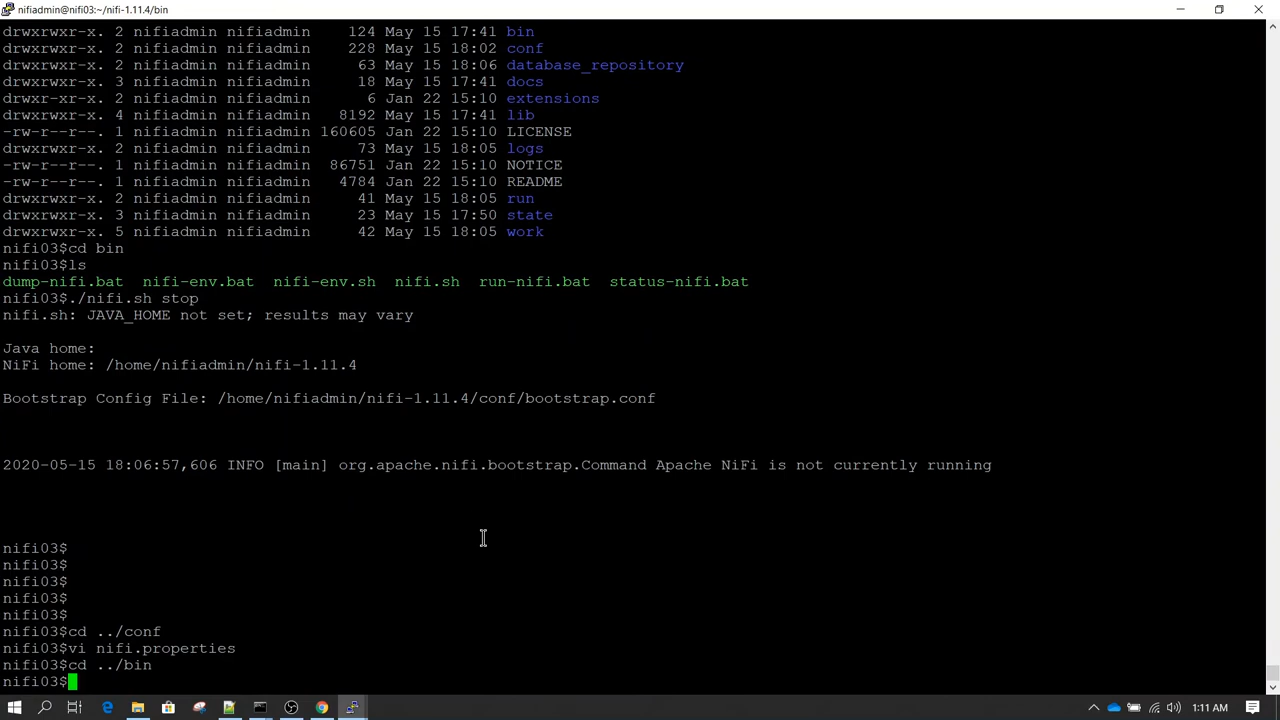 nifiadmin@nifi03:~/nifi-1.11.4/bin
drwxrwxr-x. 2 nifiadmin nifiadmin    124 May 15 17:41 bin
drwxrwxr-x. 2 nifiadmin nifiadmin    228 May 15 18:02 conf
drwxrwxr-x. 2 nifiadmin nifiadmin     63 May 15 18:06 database_repository
drwxrwxr-x. 3 nifiadmin nifiadmin     18 May 15 17:41 docs
drwxr-xr-x. 2 nifiadmin nifiadmin      6 Jan 22 15:10 extensions
drwxrwxr-x. 4 nifiadmin nifiadmin   8192 May 15 17:41 lib
-rw-r--r--. 1 nifiadmin nifiadmin 160605 Jan 22 15:10 LICENSE
drwxrwxr-x. 2 nifiadmin nifiadmin     73 May 15 18:05 logs
-rw-r--r--. 1 nifiadmin nifiadmin  86751 Jan 22 15:10 NOTICE
-rw-r--r--. 1 nifiadmin nifiadmin   4784 Jan 22 15:10 README
drwxrwxr-x. 2 nifiadmin nifiadmin     41 May 15 18:05 run
drwxrwxr-x. 3 nifiadmin nifiadmin     23 May 15 17:50 state
drwxrwxr-x. 5 nifiadmin nifiadmin     42 May 15 18:05 work
nifi03$cd bin
nifi03$ls
dump-nifi.bat  nifi-env.bat  nifi-env.sh  nifi.sh  run-nifi.bat  status-nifi.bat
nifi03$./nifi.sh stop
nifi.sh: JAVA_HOME not set; results may vary
Java home:
NiFi home: /home/nifiadmin/nifi-1.11.4
Bootstrap Config File: /home/nifiadmin/nifi-1.11.4/conf/bootstrap.conf
2020-05-15 18:06:57,606 INFO [main] org.apache.nifi.bootstrap.Command Apache NiFi is not currently running
nifi03$
nifi03$
nifi03$
nifi03$
nifi03$
nifi03$cd ../conf
nifi03$vi nifi.properties
nifi03$cd ../bin
nifi03$
1:11 AM